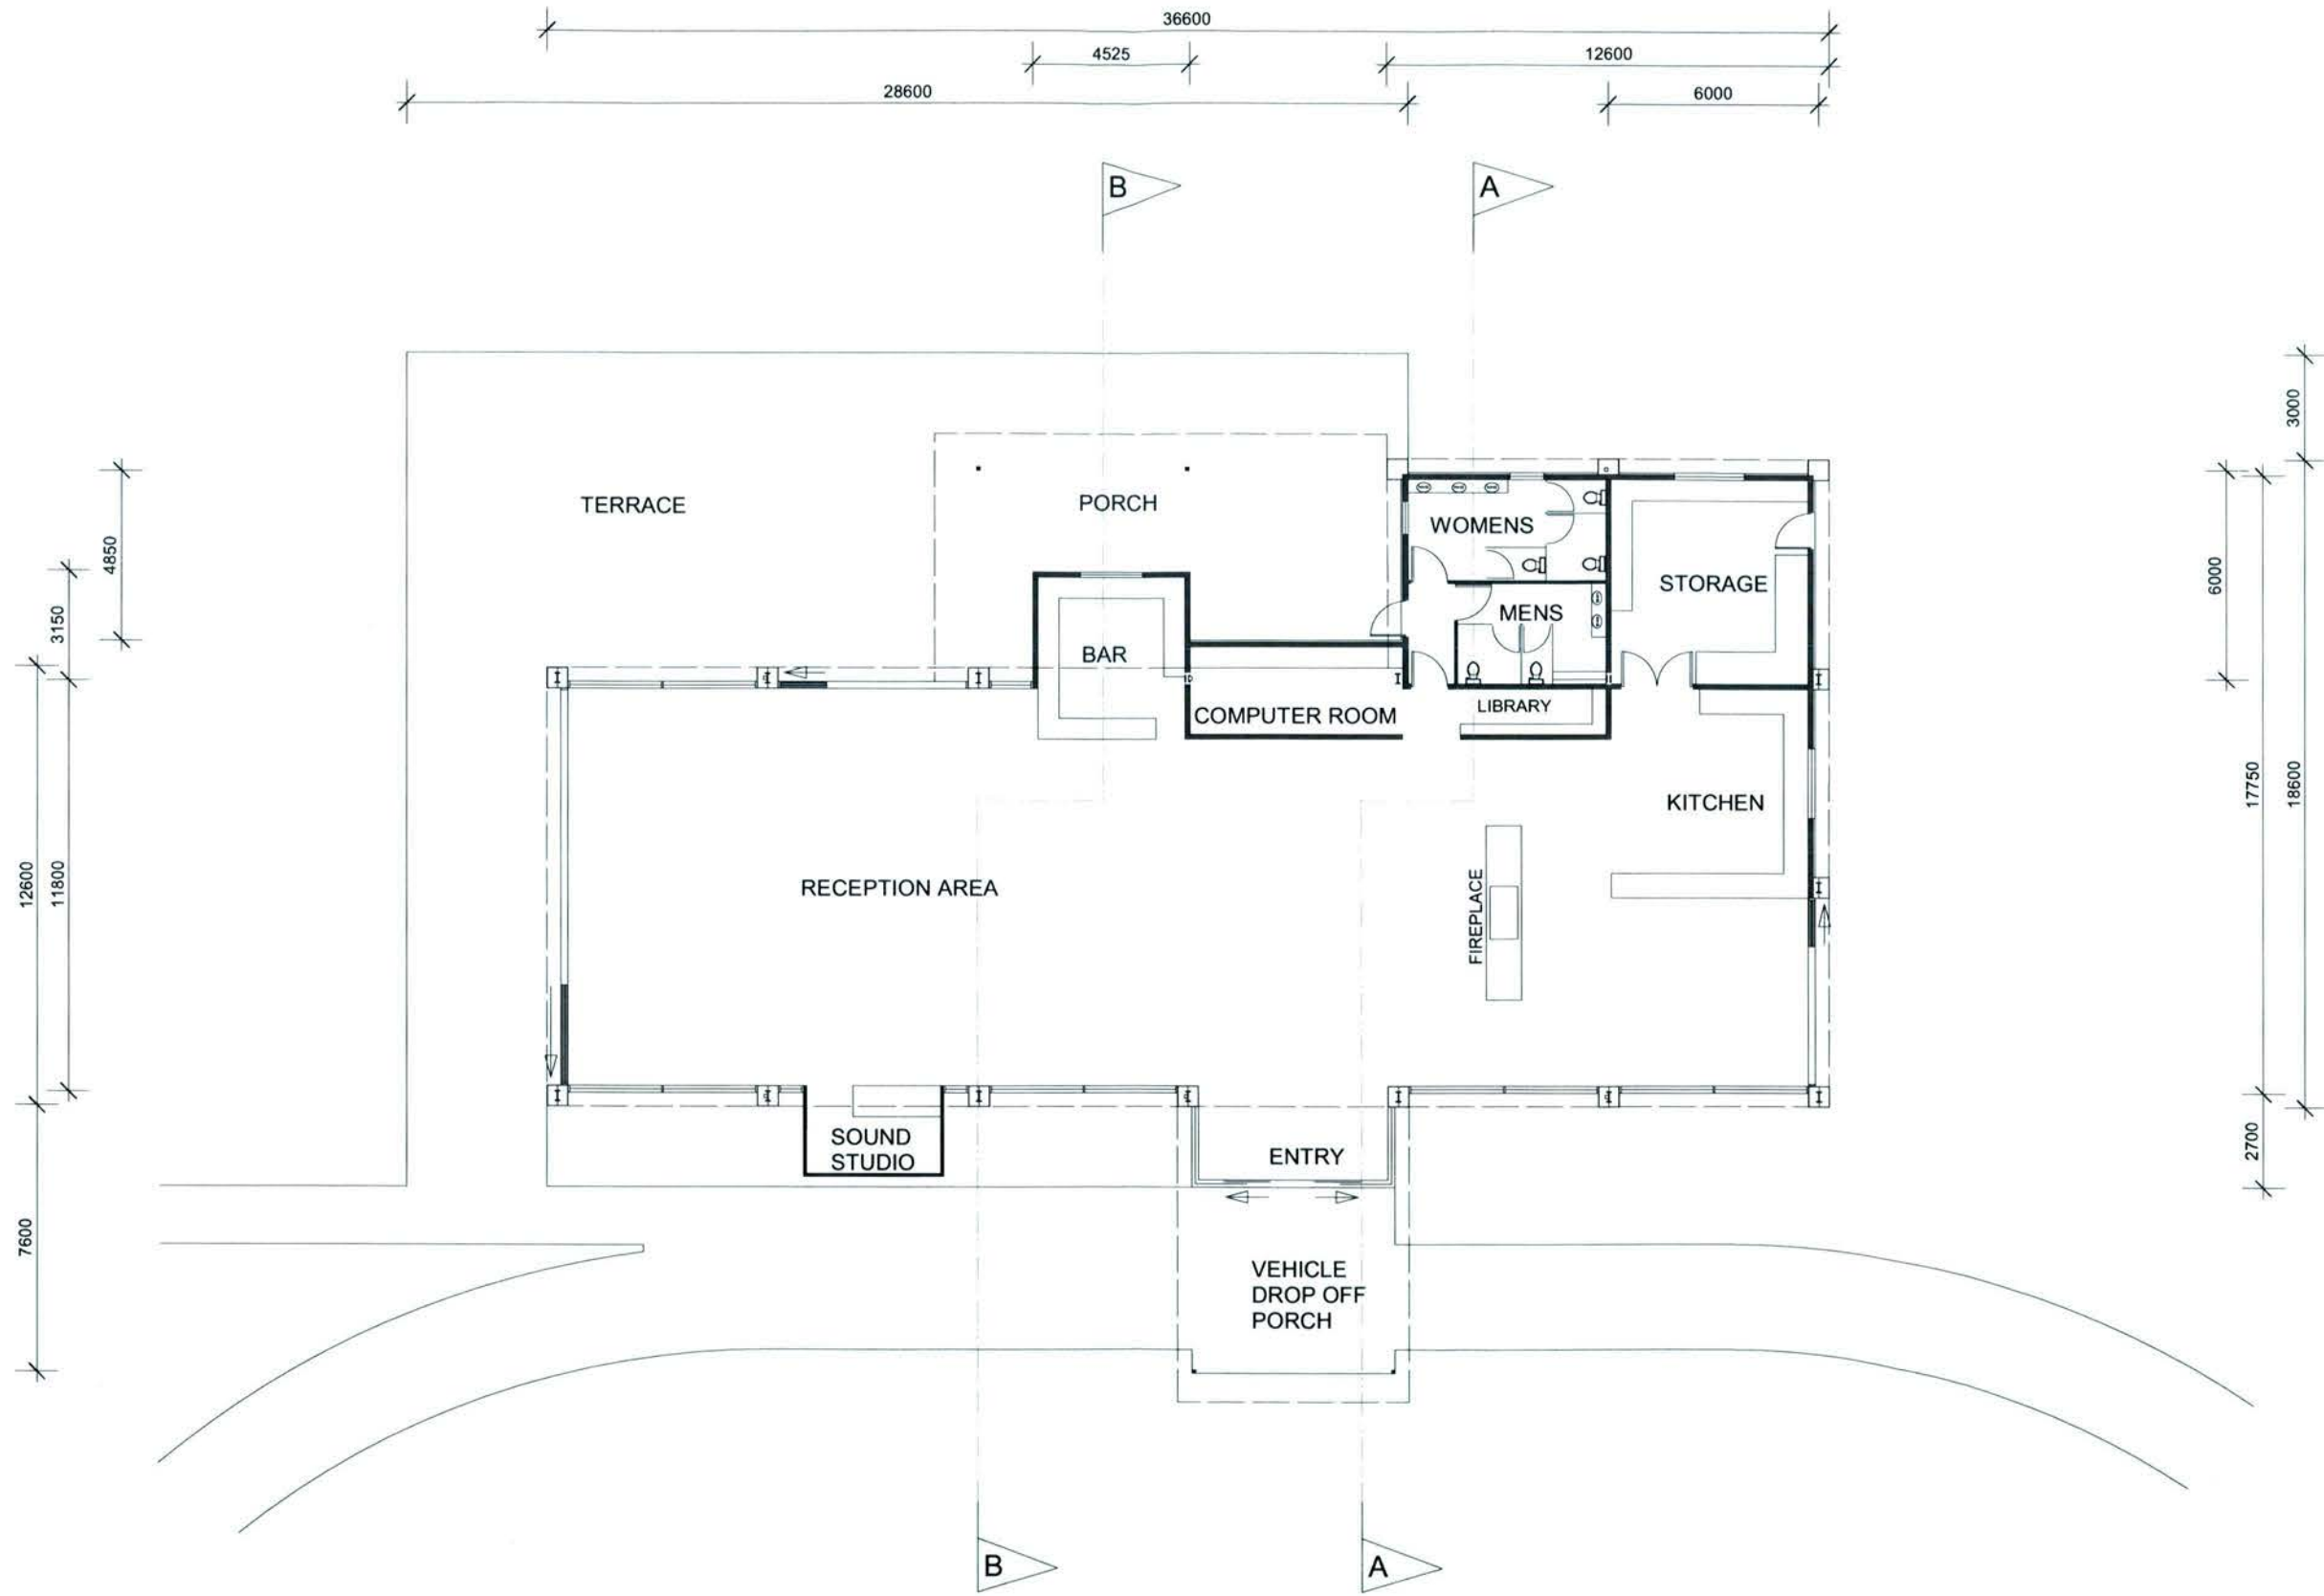 36600
4525
12600
28600
6000
B
A
3000
TERRACE
PORCH
WOMENS
4850
6000
STORAGE
MENS
3150
BAR
LIBRARY
COMPUTER ROOM
17750
18600
KITCHEN
12600
11800
RECEPTION AREA
FIREPLACE
SOUND
STUDIO
ENTRY
2700
7600
VEHICLE
DROP OFF
PORCH
B
A